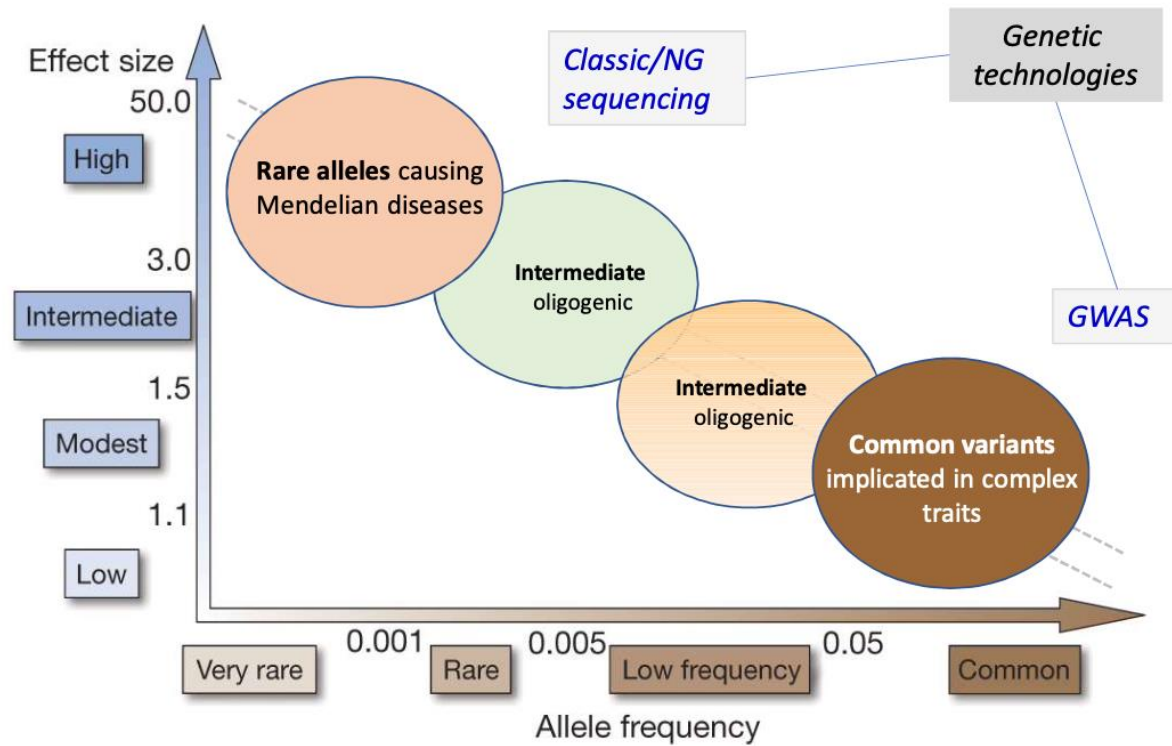 Effect size
50.0
High
3.0
Intermediate
1.5
Modest
1.1
Low
Classic/NG
sequencing
Genetic
technologies
GWAS
Rare alleles causing
Mendelian diseases
Intermediate
oligogenic
Intermediate
oligogenic
Common variants
implicated in complex
traits
0.001
0.005
0.05
Very rare
Rare
Low frequency
Common
Allele frequency